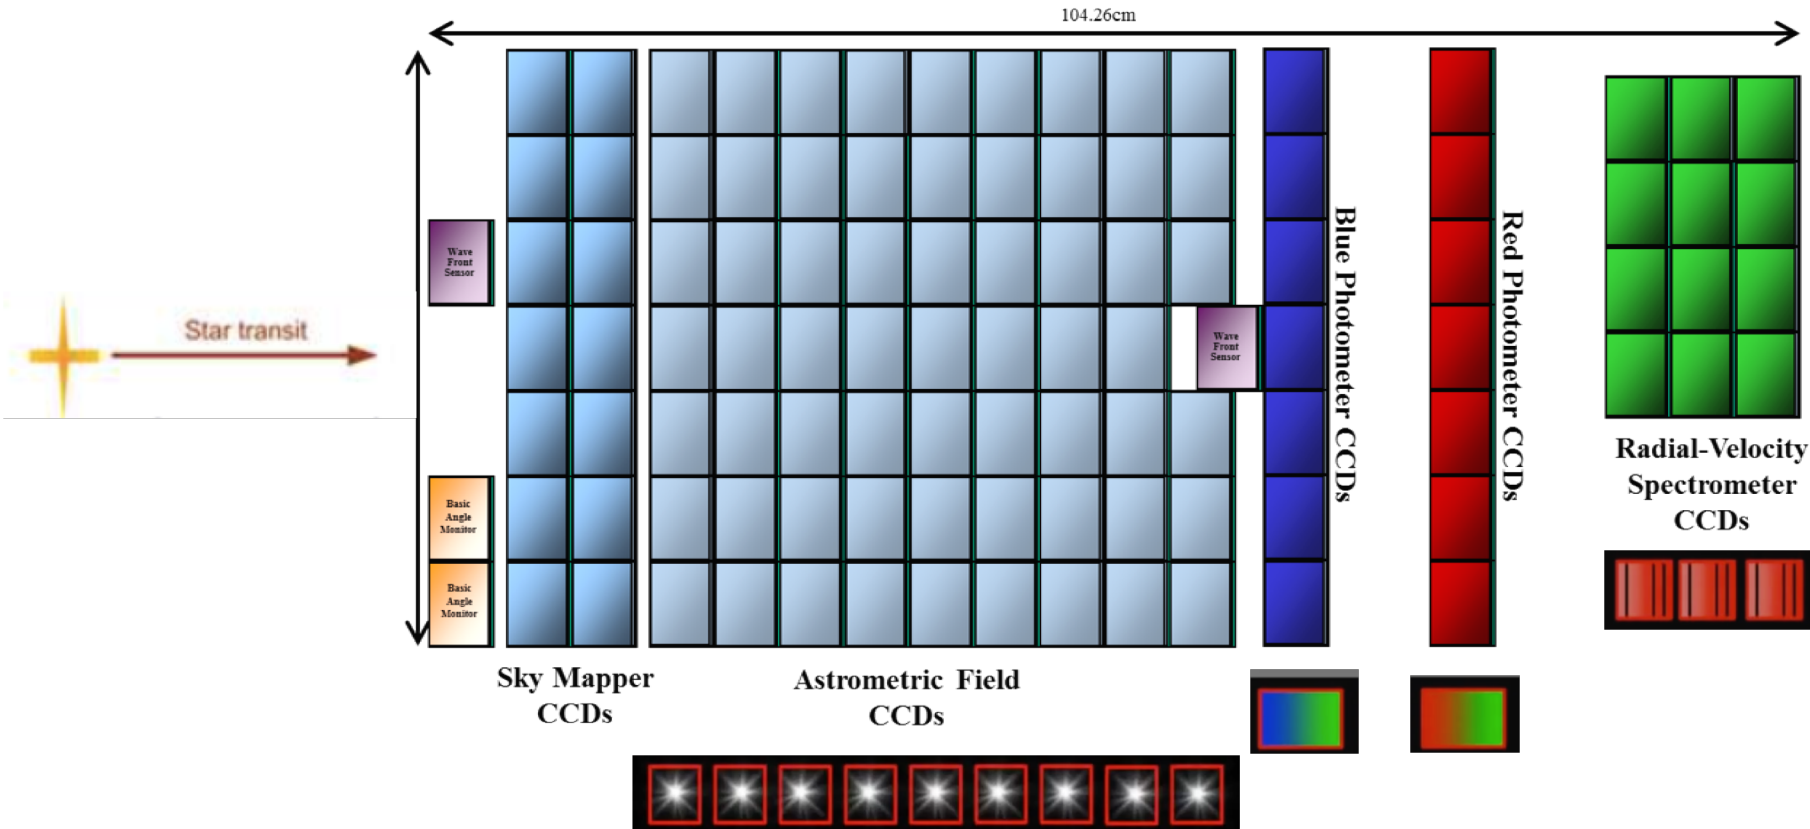 104.26cm
Wave
Front
Sensor
Star transit
Wave
Front
Sensor
Basic
Angle
Monitor
Basic
Angle
Monitor
Blue Photometer CCDs
Red Photometer CCDs
Radial-Velocity
Spectrometer
CCDs
Sky Mapper
CCDs
Astrometric Field
CCDs